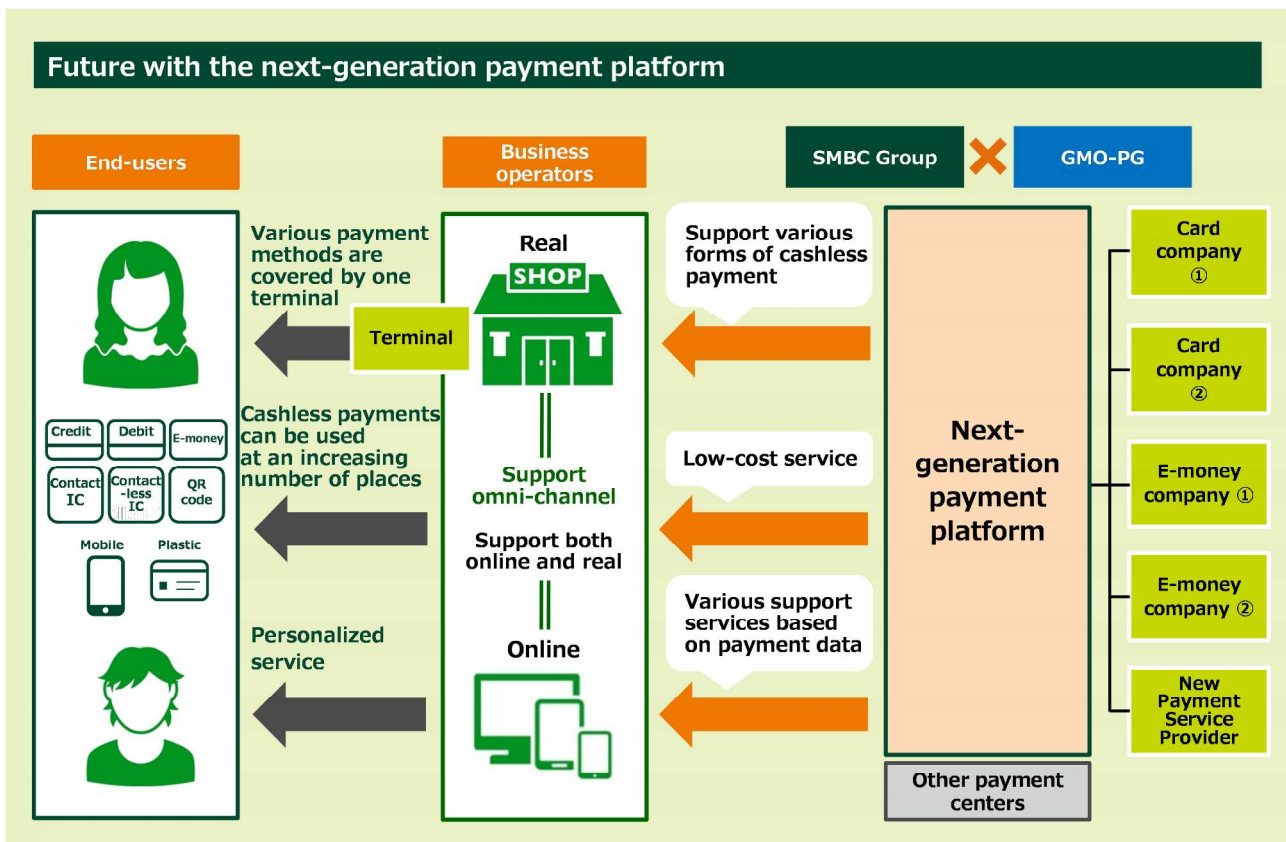 Future with the next-generation payment platform
End-users
Business
operators
SMBC Group
GMO-PG
Various payment
methods are
covered by one
terminal
Terminal
Cashless payments
can be used
at an increasing
number of places
Personalized
service
Credit
Debit
E-money
Contact
IC
Contact
-less
IC
QR
code
Mobile
Plastic
Real
SHOP
Support
omni-channel
Support both
online and real
Online
Support various
forms of cashless
payment
Low-cost service
Various support
services based
on payment data
Next-
generation
payment
platform
Other payment
centers
Card
company
①
Card
company
②
E-money
company ①
E-money
company ②
New
Payment
Service
Provider